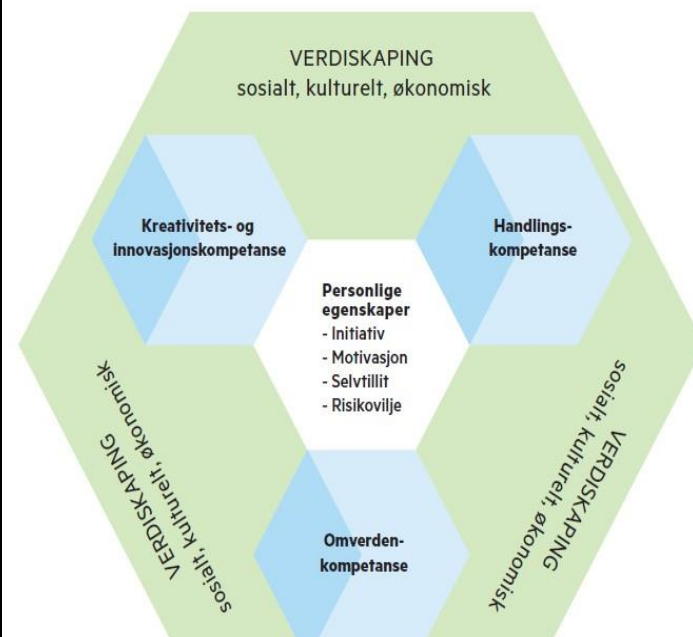 VERDISKAPING
sosialt, kulturelt, økonomisk
Kreativitets- og
innovasjonskompetanse
Handlings-
kompetanse
Personlige
egenskaper
- Initiativ
- Motivasjon
- Selvtillit
- Risikovilje
VERDISKAPING
sosialt, kulturelt, økonomisk
VERDISKAPING
sosialt, kulturelt, økonomisk
Omverden-
kompetanse